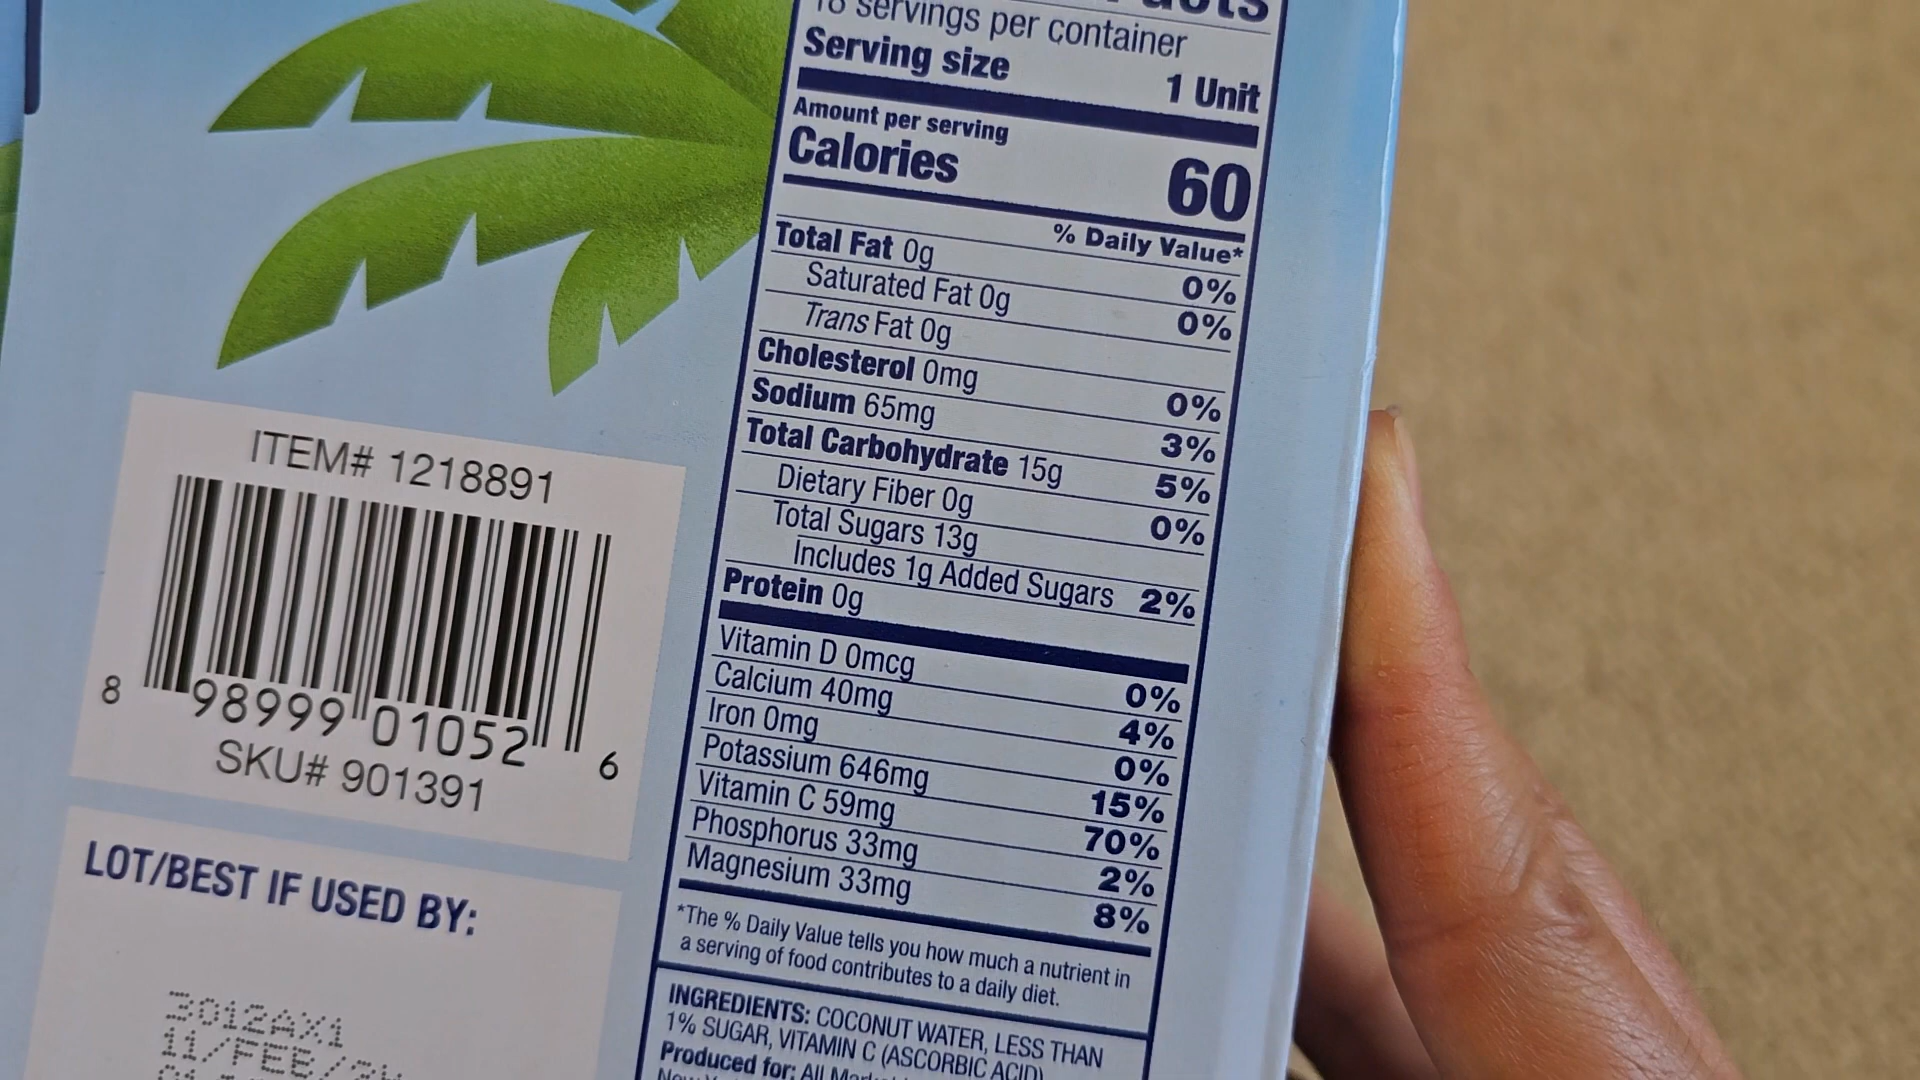 servings per container
Serving size 1 Unit
Amount per serving
Calories 60
% Daily Value*
Total Fat 0g 0%
Saturated Fat 0g 0%
Trans Fat 0g
Cholesterol 0mg 0%
Sodium 65mg 3%
Total Carbohydrate 15g 5%
Dietary Fiber 0g 0%
Total Sugars 13g
Includes 1g Added Sugars 2%
Protein 0g
Vitamin D 0mcg 0%
Calcium 40mg 4%
Iron 0mg 0%
Potassium 646mg 15%
Vitamin C 59mg 70%
Phosphorus 33mg 2%
Magnesium 33mg 8%
*The % Daily Value tells you how much a nutrient in
a serving of food contributes to a daily diet.
INGREDIENTS: COCONUT WATER, LESS THAN
1% SUGAR, VITAMIN C (ASCORBIC ACID)
Produced for: All
ITEM# 1218891
8 98999 01052 6
SKU# 901391
LOT/BEST IF USED BY:
3012AX1